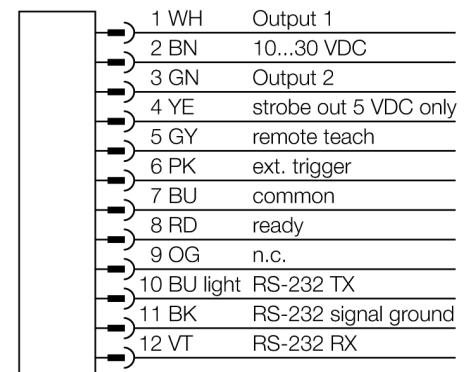 1 WH Output 1
2 BN 10...30 VDC
3 GN Output 2
4 YE strobe out 5 VDC only
5 GY remote teach
6 PK ext. trigger
7 BU common
8 RD ready
9 OG n.c.
10 BU light RS-232 TX
11 BK RS-232 signal ground
12 VT RS-232 RX